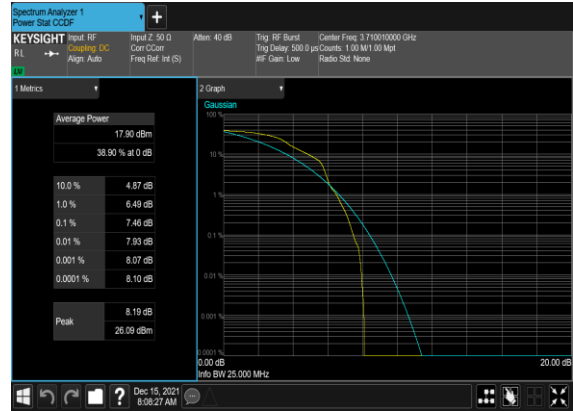 Spectrum Analyzer 1
Power Stat CCDF
+
KEYSIGHT
RL
LXI
Input: RF
Coupling: DC
Align: Auto
Input Z: 50 Ω
Corr CCorr
Freq Ref: Int (S)
Atten: 40 dB
Trig: RF Burst
Trig Delay: 500.0 µs
#IF Gain: Low
Center Freq: 3.710010000 GHz
Counts: 1.00 M/1.00 Mpt
Radio Std: None
1 Metrics
Average Power
17.90 dBm
38.90 % at 0 dB
10.0 % 4.87 dB
1.0 % 6.49 dB
0.1 % 7.46 dB
0.01 % 7.93 dB
0.001 % 8.07 dB
0.0001 % 8.10 dB
Peak
8.19 dB
26.09 dBm
2 Graph
Gaussian
100 %
10 %
1 %
0.1 %
0.01 %
0.001 %
0.0001 %
0.00 dB 20.00 dB
Info BW 25.000 MHz
?
Dec 15, 2021
8:08:27 AM